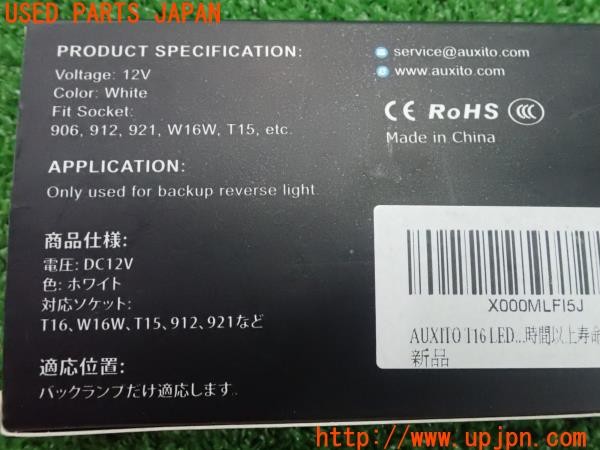 USED PARTS JAPAN
PRODUCT SPECIFICATION:
Voltage: 12V
Color: White
Fit Socket:
906, 912, 921, W16W, T15, etc.
APPLICATION:
Only used for backup reverse light.
商品仕様:
電圧: DC12V
色: ホワイト
対応ソケット:
T16、W16W、T15、912、921など
適応位置:
バックランプだけ適応します.
service@auxito.com
www.auxito.com
CE RoHS CCC
Made in China
X000MLFI5J
AUXITO T16 LED...時間以上寿命
新品
http://www.upjpn.com